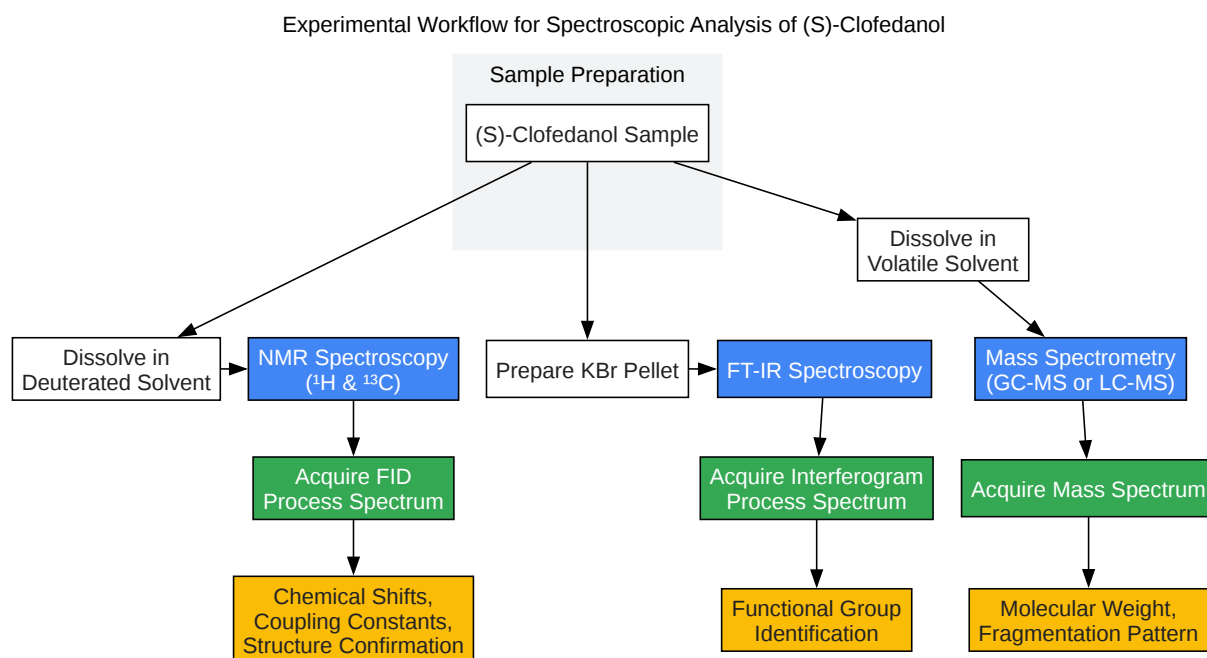 Experimental Workflow for Spectroscopic Analysis of (S)-Clofedanol
Sample Preparation
(S)-Clofedanol Sample
Dissolve in
Volatile Solvent
Dissolve in
Deuterated Solvent
NMR Spectroscopy
(¹H & ¹³C)
Prepare KBr Pellet
FT-IR Spectroscopy
Mass Spectrometry
(GC-MS or LC-MS)
Acquire FID
Process Spectrum
Acquire Interferogram
Process Spectrum
Acquire Mass Spectrum
Chemical Shifts,
Coupling Constants,
Structure Confirmation
Functional Group
Identification
Molecular Weight,
Fragmentation Pattern